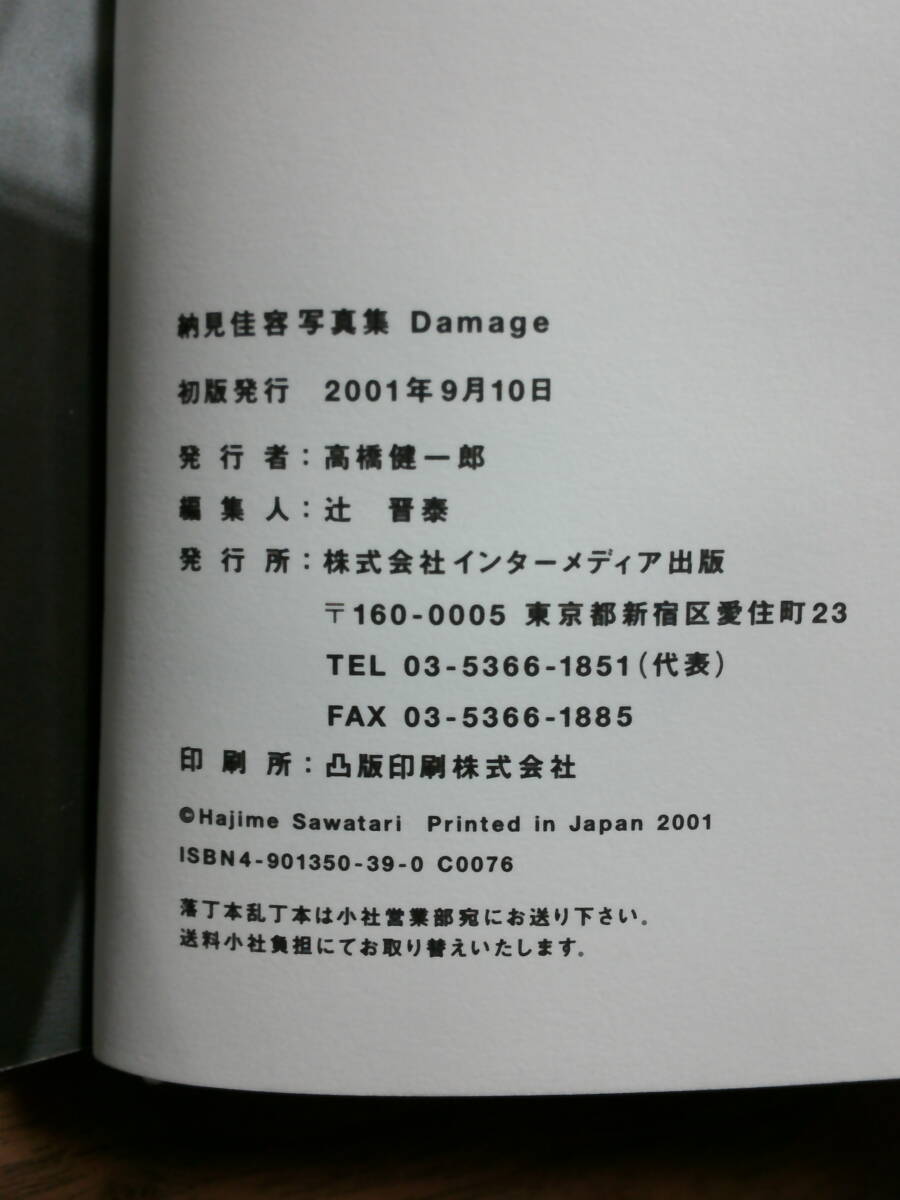 納見佳容写真集 Damage
初版発行 2001年9月10日
発行者：高橋健一郎
編集人：辻 晋泰
発行所：株式会社インターメディア出版
〒160-0005 東京都新宿区愛住町23
TEL 03-5366-1851(代表)
FAX 03-5366-1885
印刷所：凸版印刷株式会社
©Hajime Sawatari Printed in Japan 2001
ISBN4-901350-39-0 C0076
落丁本乱丁本は小社営業部宛にお送り下さい。
送料小社負担にてお取り替えいたします。